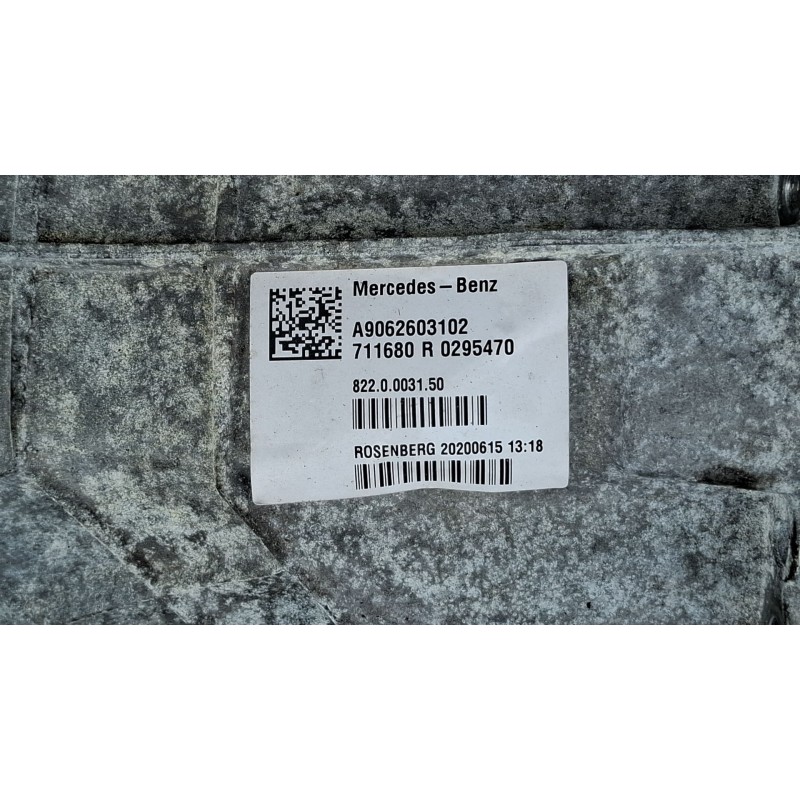 Mercedes-Benz
A9062603102
711680 R 0295470
822.0.0031.50
ROSENBERG 20200615 13:18